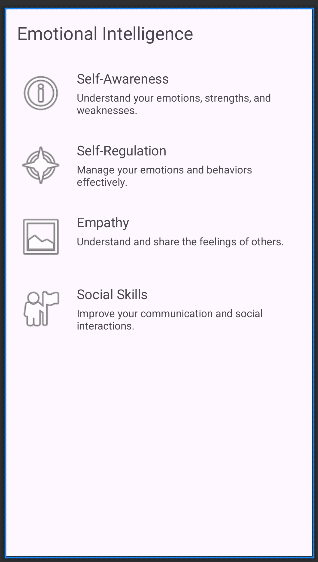 Emotional Intelligence
Self-Awareness
Understand your emotions, strengths, and
weaknesses.
Self-Regulation
Manage your emotions and behaviors
effectively.
Empathy
Understand and share the feelings of others.
Social Skills
Improve your communication and social
interactions.